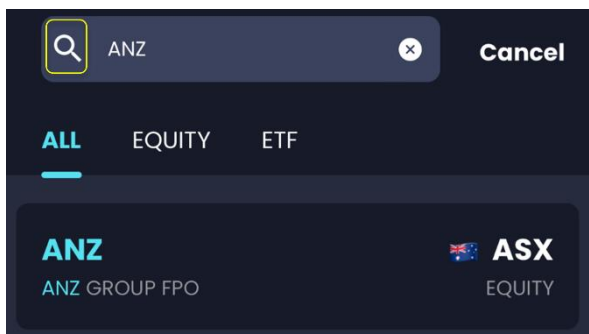 ANZ Cancel
ALL EQUITY ETF
ANZ ASX
ANZ GROUP FPO EQUITY